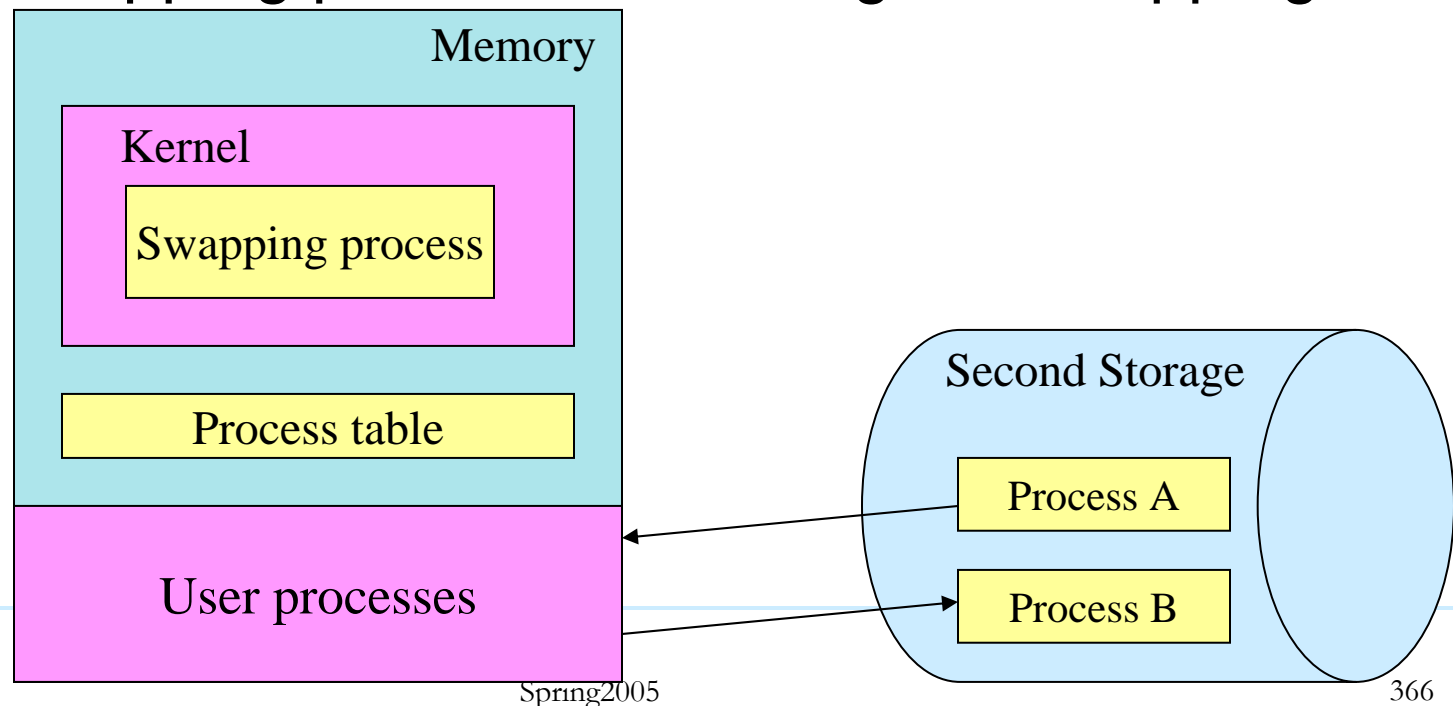 Memory
Kernel
Swapping process
Process table
User processes
Second Storage
Process A
Process B
Spring2005
366